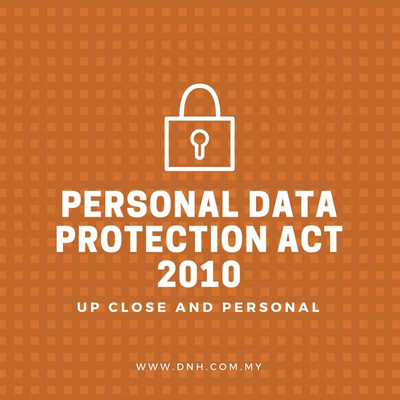 PERSONAL DATA
PROTECTION ACT
2010
UP CLOSE AND PERSONAL
WWW.DNH.COM.MY